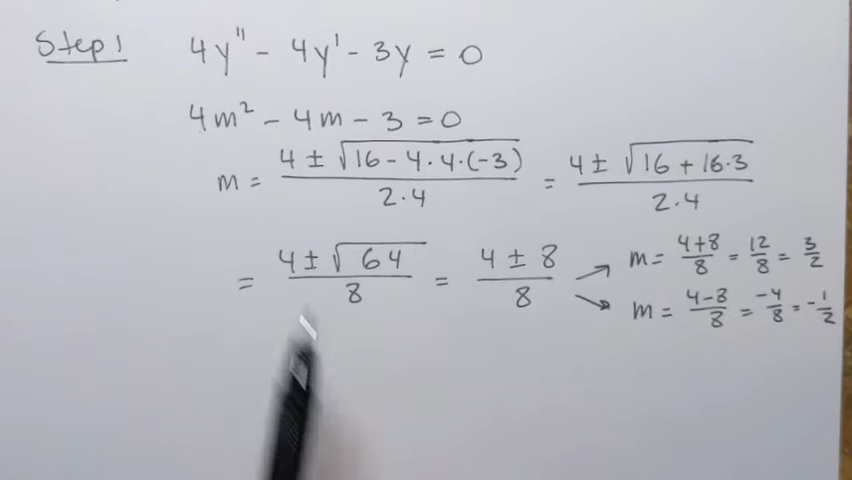 Step 1 4y'' - 4y' - 3y = 0
4m² - 4m - 3 = 0
m = (4 ± √(16 - 4·4·(-3)))/(2·4) = (4 ± √(16 + 16·3))/(2·4)
= (4 ± √64)/8 = (4 ± 8)/8
→ m = (4+8)/8 = 12/8 = 3/2
→ m = (4-8)/8 = -4/8 = -1/2